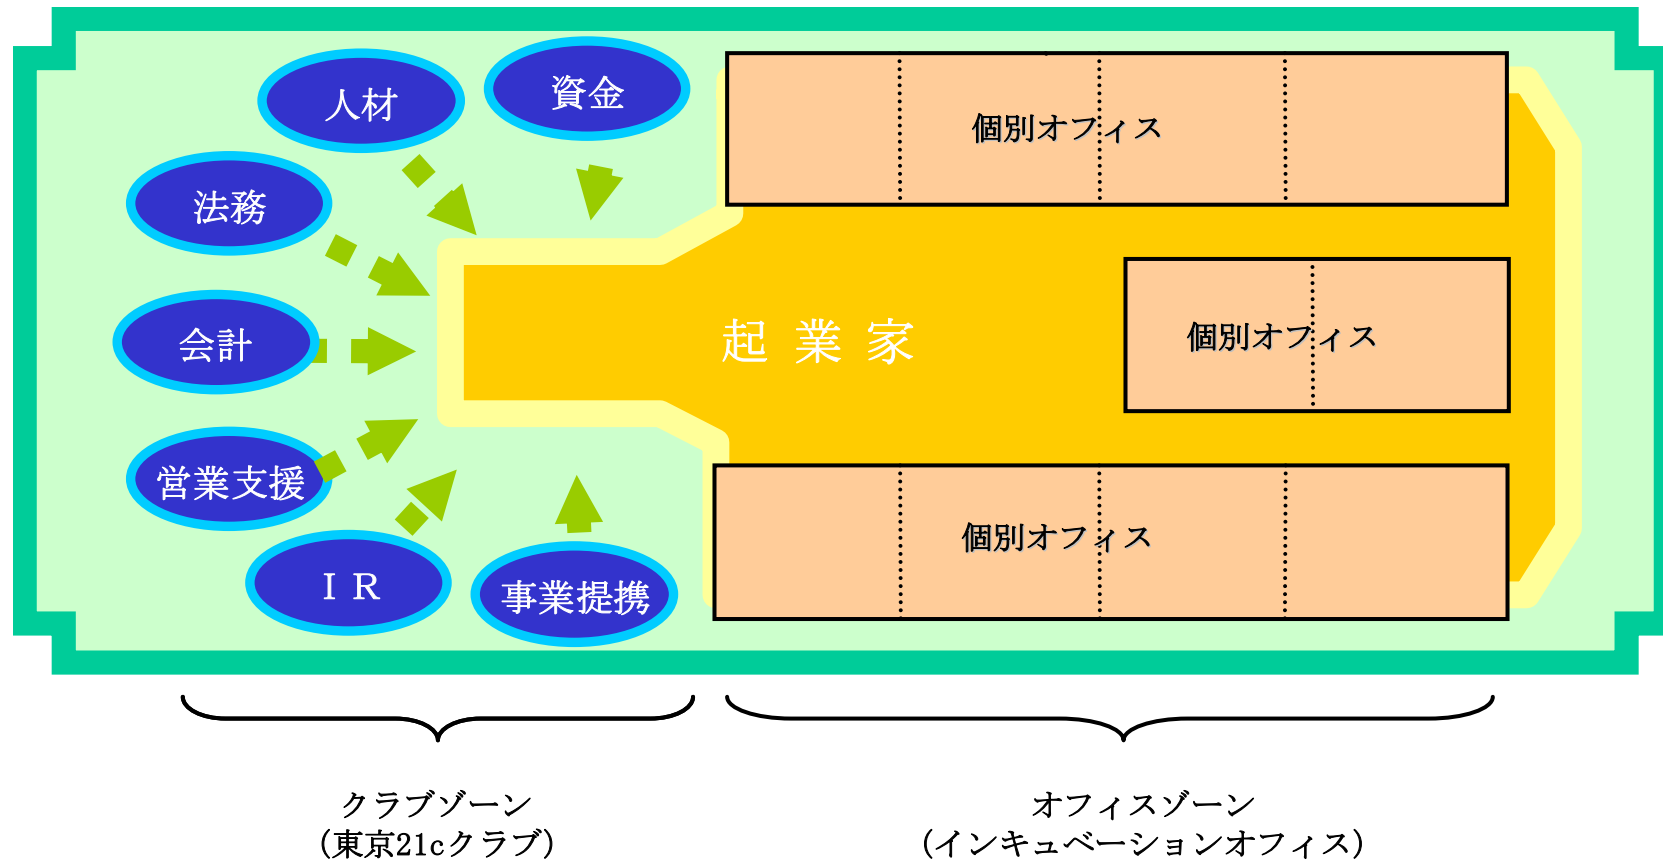 資金
人材
法務
会計
営業支援
ＩＲ
事業提携
起業家
個別オフィス
個別オフィス
個別オフィス
クラブゾーン
（東京21cクラブ）
オフィスゾーン
（インキュベーションオフィス）